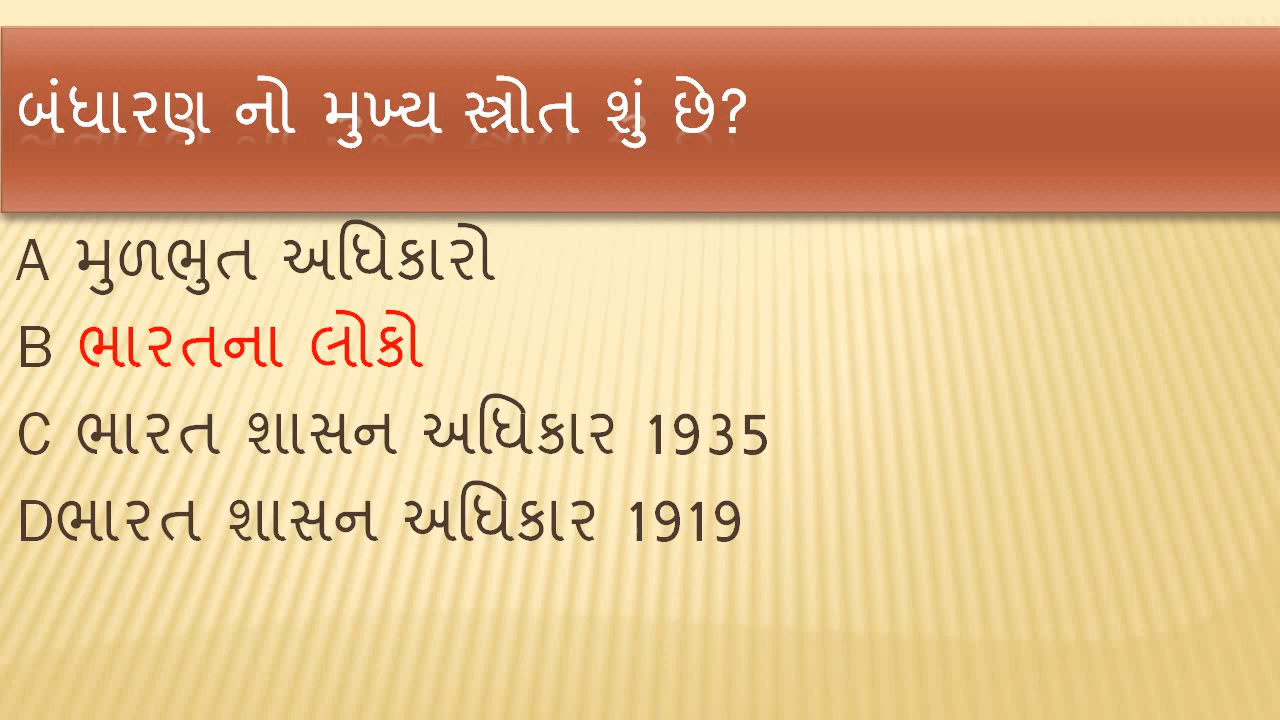 બંધારણ નો મુખ્ય સ્ત્રોત શું છે?
A મુળભુત અધિકારો
B ભારતના લોકો
C ભારત શાસન અધિકાર 1935
Dભારત શાસન અધિકાર 1919